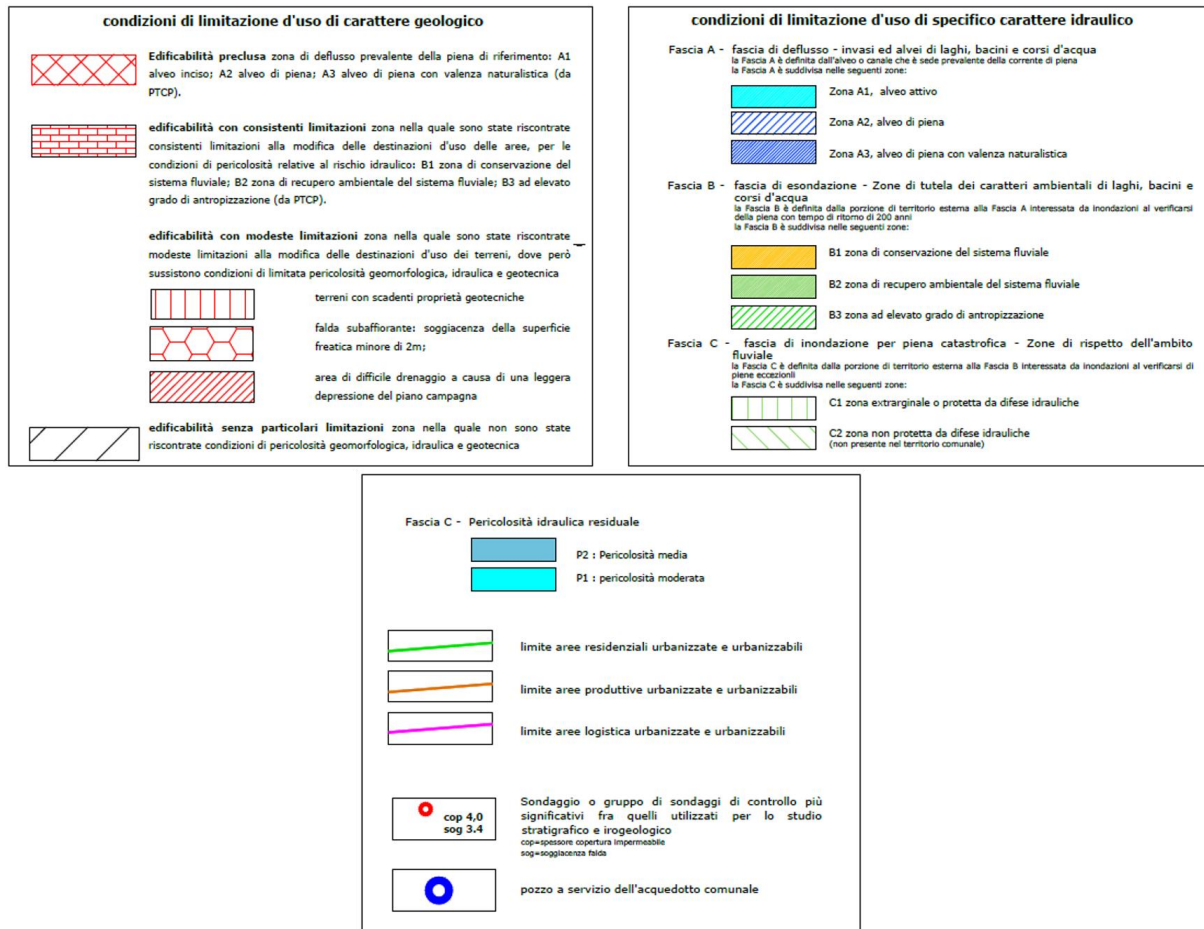 condizioni di limitazione d'uso di carattere geologico
Edificabilità preclusa zona di deflusso prevalente della piena di riferimento: A1
alveo inciso; A2 alveo di piena; A3 alveo di piena con valenza naturalistica (da
PTCP).
edificabilità con consistenti limitazioni zona nella quale sono state riscontrate
consistenti limitazioni alla modifica delle destinazioni d'uso delle aree, per le
condizioni di pericolosità relative al rischio idraulico: B1 zona di conservazione del
sistema fluviale; B2 zona di recupero ambientale del sistema fluviale; B3 ad elevato
grado di antropizzazione (da PTCP).
edificabilità con modeste limitazioni zona nella quale sono state riscontrate
modeste limitazioni alla modifica delle destinazioni d'uso dei terreni, dove però
sussistono condizioni di limitata pericolosità geomorfologica, idraulica e geotecnica
terreni con scadenti proprietà geotecniche
falda subaffiorante: soggiacenza della superficie
freatica minore di 2m;
area di difficile drenaggio a causa di una leggera
depressione del piano campagna
edificabilità senza particolari limitazioni zona nella quale non sono state
riscontrate condizioni di pericolosità geomorfologica, idraulica e geotecnica
condizioni di limitazione d'uso di specifico carattere idraulico
Fascia A - fascia di deflusso - invasi ed alvei di laghi, bacini e corsi d'acqua
la Fascia A è definita dall'alveo o canale che è sede prevalente della corrente di piena
la Fascia A è suddivisa nelle seguenti zone:
Zona A1, alveo attivo
Zona A2, alveo di piena
Zona A3, alveo di piena con valenza naturalistica
Fascia B - fascia di esondazione - Zone di tutela dei caratteri ambientali di laghi, bacini e
corsi d'acqua
la Fascia B è definita dalla porzione di territorio esterna alla Fascia A interessata da inondazioni al verificarsi
della piena con tempo di ritorno di 200 anni
la Fascia B è suddivisa nelle seguenti zone:
B1 zona di conservazione del sistema fluviale
B2 zona di recupero ambientale del sistema fluviale
B3 zona ad elevato grado di antropizzazione
Fascia C - fascia di inondazione per piena catastrofica - Zone di rispetto dell'ambito
fluviale
la Fascia C è definita dalla porzione di territorio esterna alla Fascia B interessata da inondazioni al verificarsi di
piene eccezionli
la Fascia C è suddivisa nelle seguenti zone:
C1 zona extrarginale o protetta da difese idrauliche
C2 zona non protetta da difese idrauliche
(non presente nel territorio comunale)
Fascia C - Pericolosità idraulica residuale
P2 : Pericolosità media
P1 : pericolosità moderata
limite aree residenziali urbanizzate e urbanizzabili
limite aree produttive urbanizzate e urbanizzabili
limite aree logistica urbanizzate e urbanizzabili
cop 4,0
sog 3.4
Sondaggio o gruppo di sondaggi di controllo più
significativi fra quelli utilizzati per lo studio
stratigrafico e irogeologico
cop=spessore copertura impermeabile
sog=soggiacenza falda
pozzo a servizio dell'acquedotto comunale